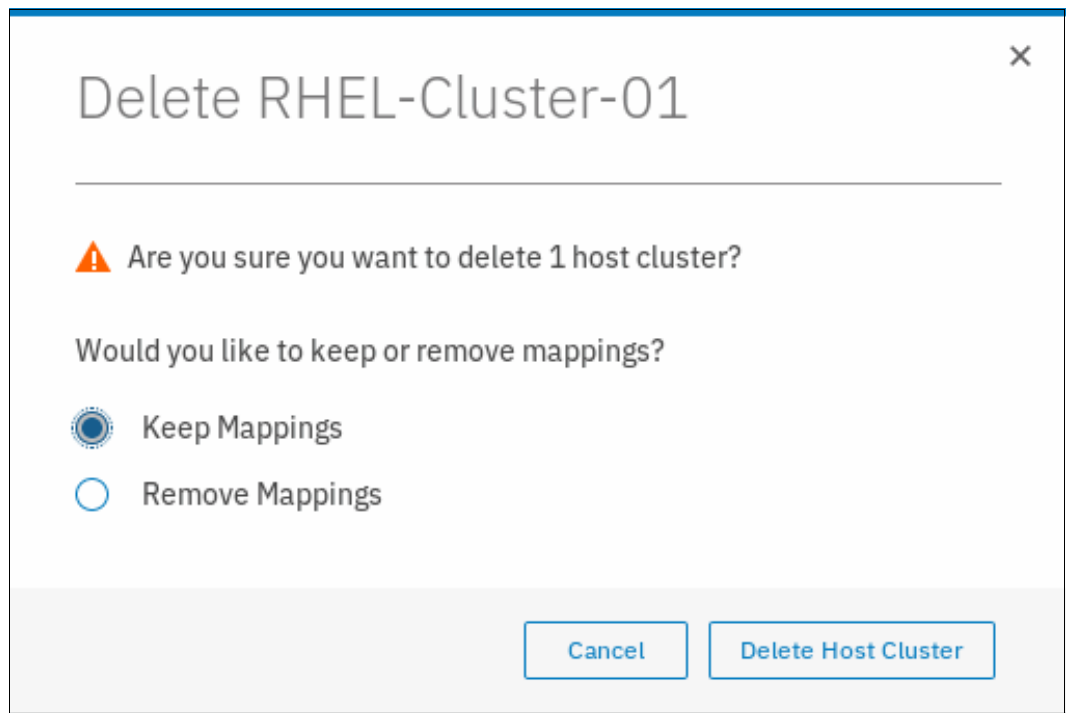 Delete RHEL-Cluster-01
Are you sure you want to delete 1 host cluster?
Would you like to keep or remove mappings?
Keep Mappings
Remove Mappings
Cancel
Delete Host Cluster